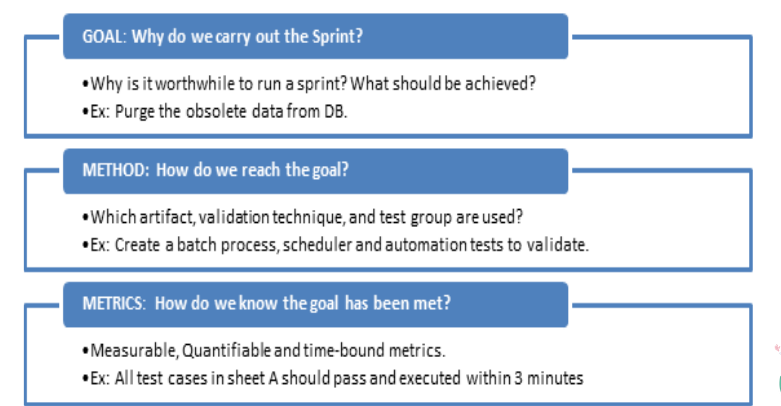 GOAL: Why do we carry out the Sprint?
•Why is it worthwhile to run a sprint? What should be achieved?
•Ex: Purge the obsolete data from DB.
METHOD: How do we reach the goal?
•Which artifact, validation technique, and test group are used?
•Ex: Create a batch process, scheduler and automation tests to validate.
METRICS: How do we know the goal has been met?
•Measurable, Quantifiable and time-bound metrics.
•Ex: All test cases in sheet A should pass and executed within 3 minutes